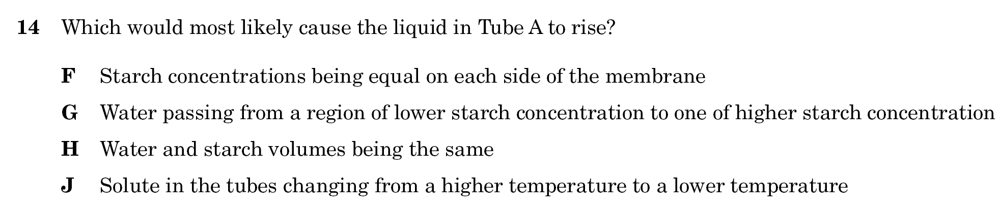 14 Which would most likely cause the liquid in Tube A to rise?
F Starch concentrations being equal on each side of the membrane
G Water passing from a region of lower starch concentration to one of higher starch concentration
H Water and starch volumes being the same
J Solute in the tubes changing from a higher temperature to a lower temperature